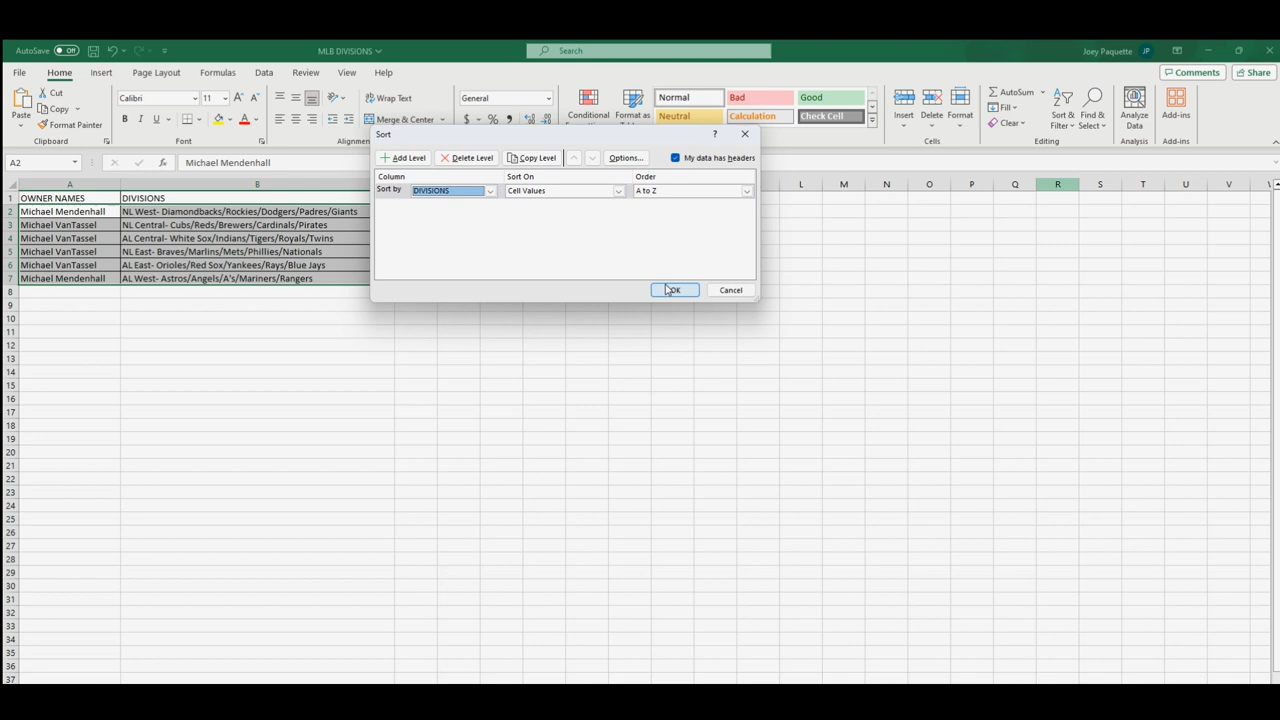 AutoSave Off MLB DIVISIONS Search Joey Paquette JP
File Home Insert Page Layout Formulas Data Review View Help Comments Share
Paste Cut Copy Format Painter Clipboard
Calibri 11 A A B I U A Font
Wrap Text Merge & Center Alignm
General $ % 9
Conditional Format as
Normal Bad Good
Neutral Calculation Check Cell
Insert Delete Format Cells
AutoSum Fill Clear Sort & Filter Find & Select Editing
Analyze Data Analysis
Add-ins Add-ins
A2 fx Michael Mendenhall
A B L M N O P Q R S T U V
1 OWNER NAMES DIVISIONS
2 Michael Mendenhall NL West- Diamondbacks/Rockies/Dodgers/Padres/Giants
3 Michael VanTassel NL Central- Cubs/Reds/Brewers/Cardinals/Pirates
4 Michael VanTassel AL Central- White Sox/Indians/Tigers/Royals/Twins
5 Michael VanTassel NL East- Braves/Marlins/Mets/Phillies/Nationals
6 Michael VanTassel AL East- Orioles/Red Sox/Yankees/Rays/Blue Jays
7 Michael Mendenhall AL West- Astros/Angels/A's/Mariners/Rangers
8
9
10
11
12
13
14
15
16
17
18
19
20
21
22
23
24
25
26
27
28
29
30
31
32
33
34
35
36
37
Sort ?
Add Level Delete Level Copy Level Options... My data has headers
Column Sort On Order
Sort by DIVISIONS Cell Values A to Z
OK Cancel